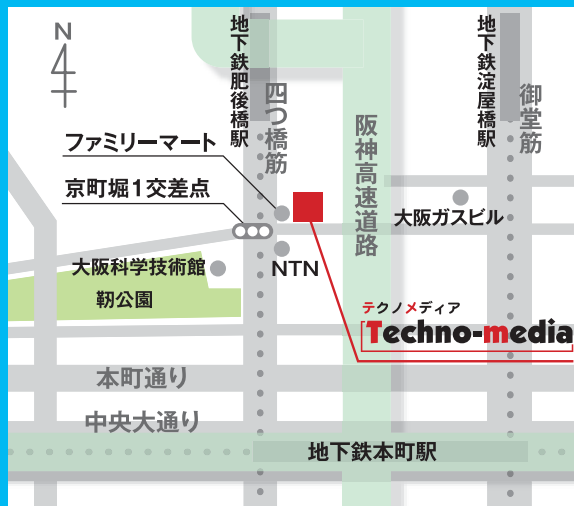 N
地下鉄肥後橋駅
地下鉄淀屋橋駅
四つ橋筋
御堂筋
阪神高速道路
ファミリーマート
京町堀1交差点
大阪ガスビル
大阪科学技術館
NTN
靭公園
テクノメディア
Techno-media
本町通り
中央大通り
地下鉄本町駅